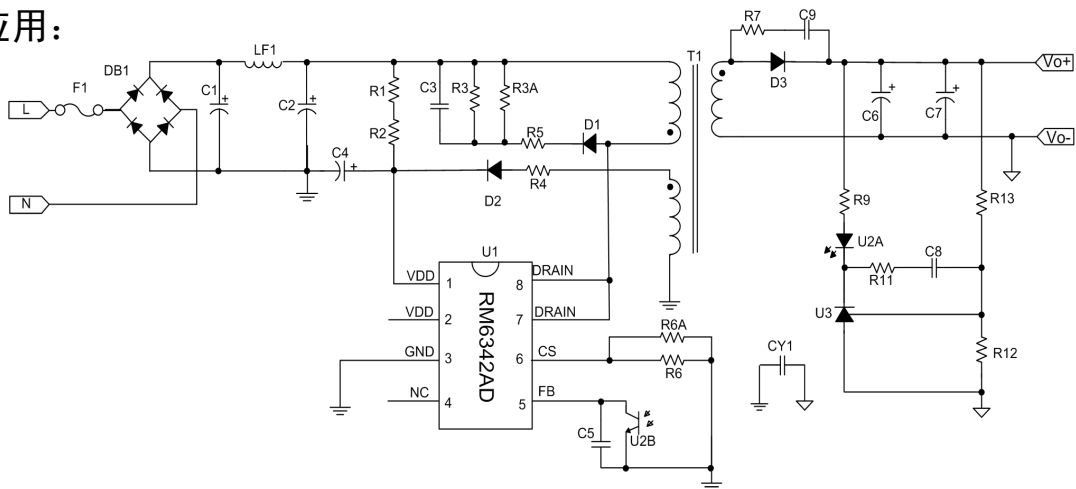 应用：
R7 C9
LF1 T1 Vo+
DB1 D3
F1 C1 C2 R1 C3 R3 R3A C6 C7
L
R2 R5 D1 Vo-
C4
R4
N D2 R9 R13
U1 U2A
VDD 1 8 DRAIN R11 C8
VDD 2 7 DRAIN U3
RM6342AD
R6A
GND 3 6 CS R6 CY1 R12
NC 4 5 FB
C5 U2B